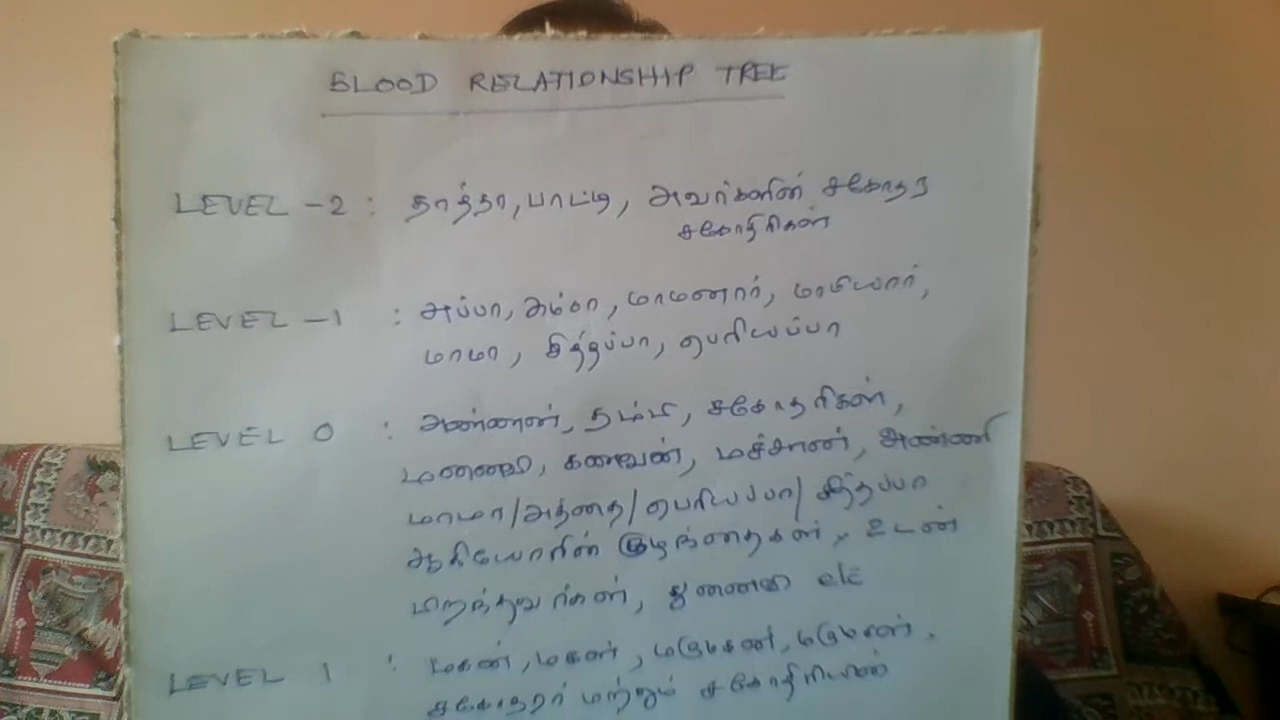 BLOOD RELATIONSHIP TREE
LEVEL -2 : தாத்தா, பாட்டி, அவர்களின் சகோதர
சகோதிரிகள்
LEVEL -1 : அப்பா, அம்மா, மாமனார், மாமியார்,
மாமா, சித்தப்பா, பெரியப்பா
LEVEL 0 : அண்ணன், தம்பி, சகோதரிகள்,
மனைவி, கணவன், மச்சான், அண்ணி
மாமா/அத்தை/பெரியப்பா/சித்தப்பா
ஆகியோரின் குழந்தைகள், உடன்
பிறந்தவர்கள், துணைவி etc
LEVEL 1 : மகன், மகள், மருமகன், மருமகள்,
சகோதரர் மற்றும் சகோதிரியின்